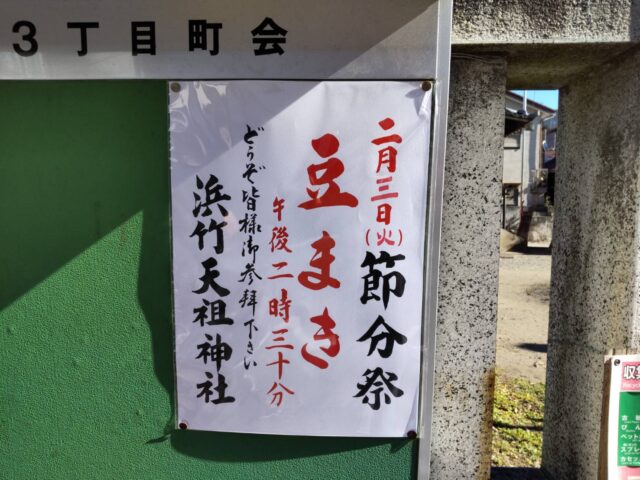 3丁目町会
二月三日(火)節分祭
豆まき
午後二時三十分
どうぞ皆様御参拝下さい
浜竹天祖神社
収集